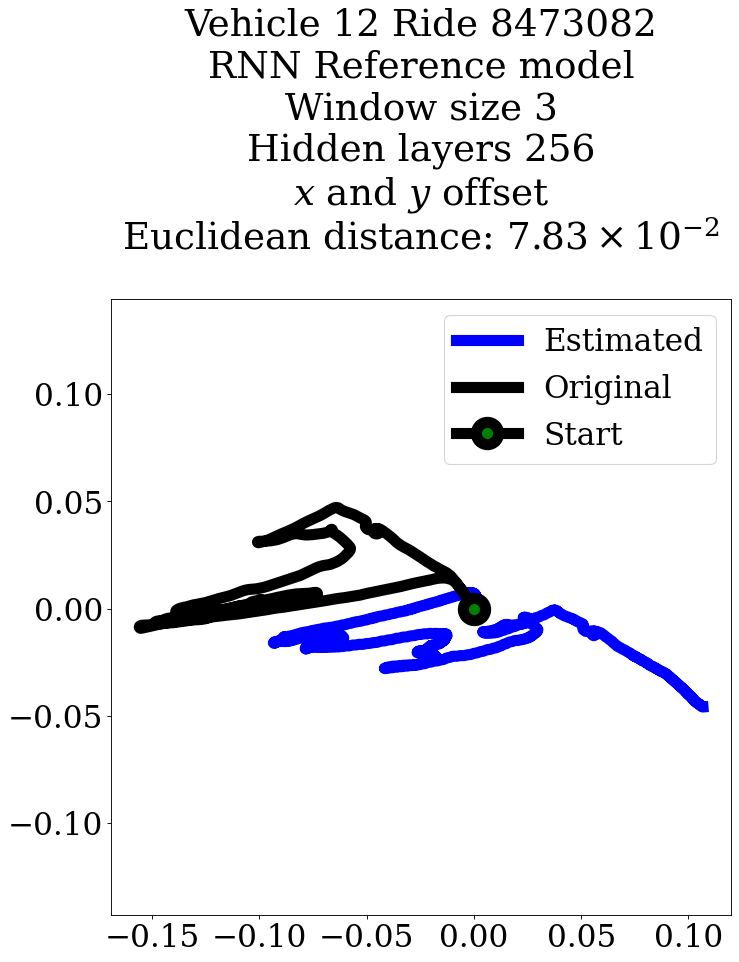 Vehicle 12 Ride 8473082
RNN Reference model
Window size 3
Hidden layers 256
x and y offset
Euclidean distance: 7.83 × 10⁻²
Estimated
Original
Start
0.10
0.05
0.00
−0.05
−0.10
−0.15 −0.10 −0.05 0.00 0.05 0.10